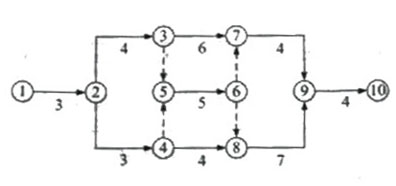 ③ ⑦
4 6 4
① ② ⑤ ⑥ ⑨ ⑩
3 5 4
④ ⑧
3 4 7